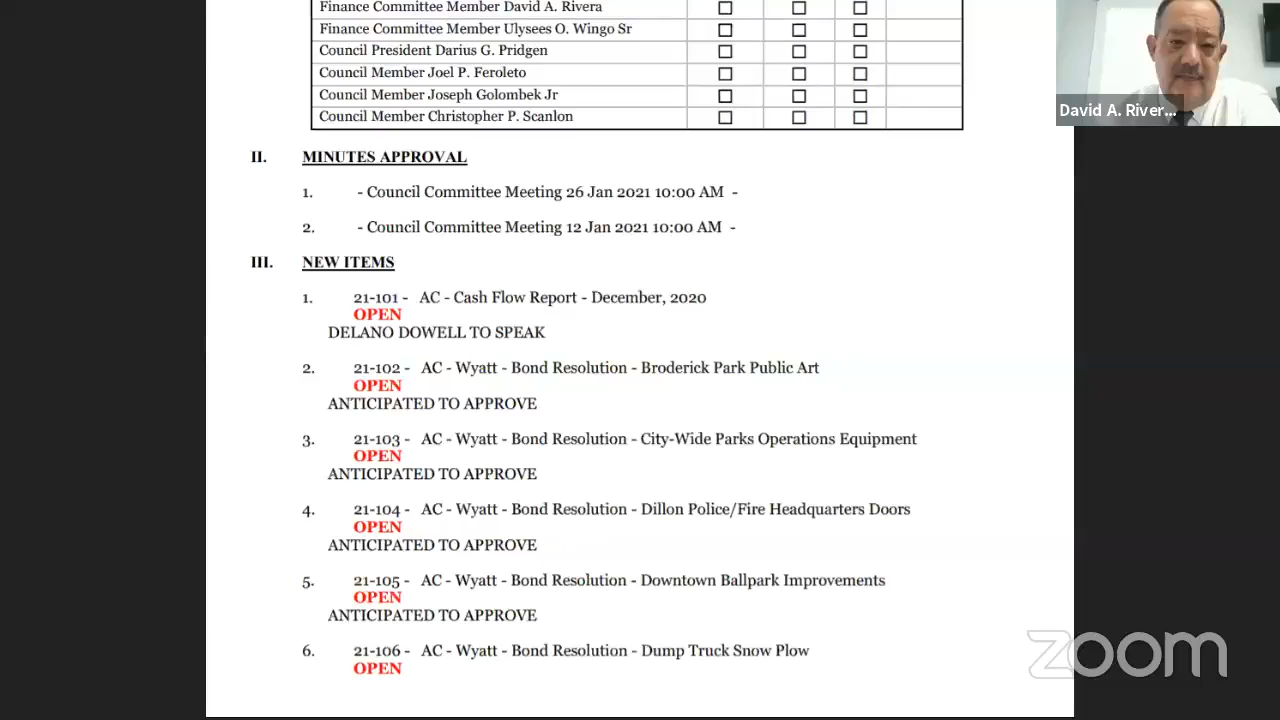 Finance Committee Member David A. Rivera
Finance Committee Member Ulysees O. Wingo Sr
Council President Darius G. Pridgen
Council Member Joel P. Feroleto
Council Member Joseph Golombek Jr
Council Member Christopher P. Scanlon
David A. River...
II. MINUTES APPROVAL
1. - Council Committee Meeting 26 Jan 2021 10:00 AM -
2. - Council Committee Meeting 12 Jan 2021 10:00 AM -
III. NEW ITEMS
1. 21-101 - AC - Cash Flow Report - December, 2020
OPEN
DELANO DOWELL TO SPEAK
2. 21-102 - AC - Wyatt - Bond Resolution - Broderick Park Public Art
OPEN
ANTICIPATED TO APPROVE
3. 21-103 - AC - Wyatt - Bond Resolution - City-Wide Parks Operations Equipment
OPEN
ANTICIPATED TO APPROVE
4. 21-104 - AC - Wyatt - Bond Resolution - Dillon Police/Fire Headquarters Doors
OPEN
ANTICIPATED TO APPROVE
5. 21-105 - AC - Wyatt - Bond Resolution - Downtown Ballpark Improvements
OPEN
ANTICIPATED TO APPROVE
6. 21-106 - AC - Wyatt - Bond Resolution - Dump Truck Snow Plow
OPEN
zoom